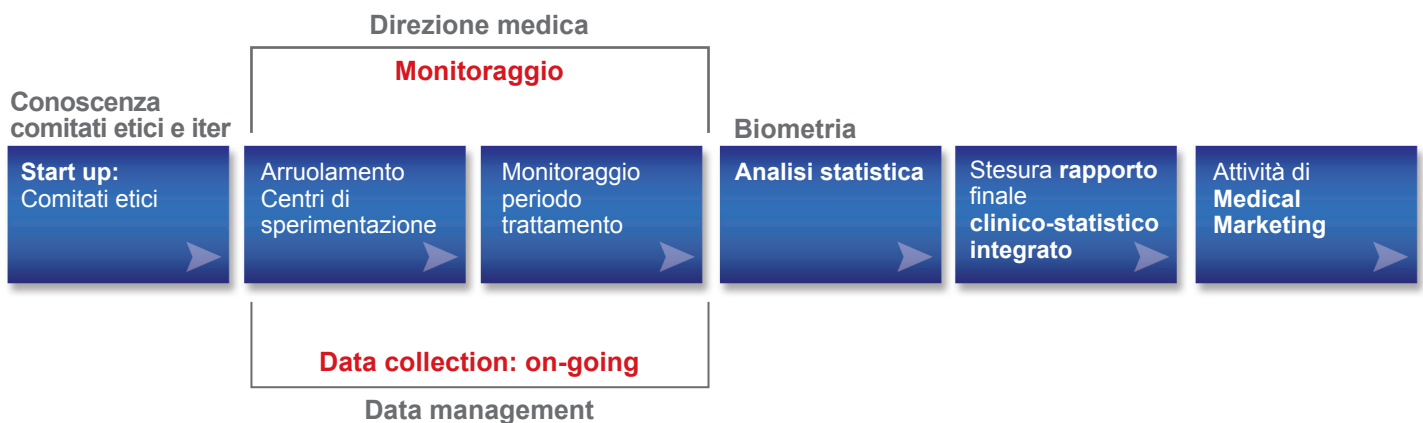 Direzione medica
Monitoraggio
Conoscenza
comitati etici e iter
Biometria
Start up:
Comitati etici
Arruolamento
Centri di
sperimentazione
Monitoraggio
periodo
trattamento
Analisi statistica
Stesura rapporto
finale
clinico-statistico
integrato
Attività di
Medical
Marketing
Data collection: on-going
Data management